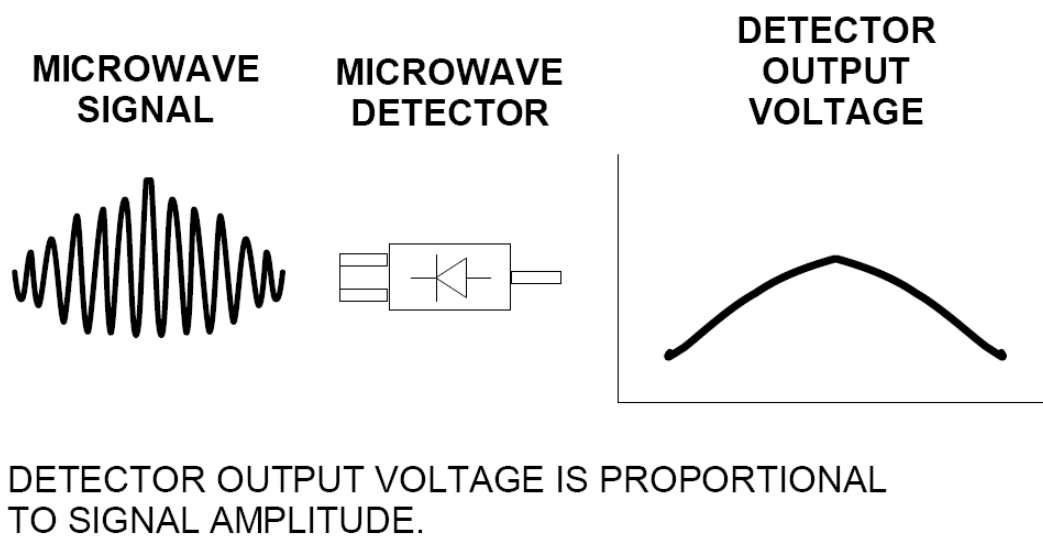 MICROWAVE
SIGNAL
MICROWAVE
DETECTOR
DETECTOR
OUTPUT
VOLTAGE
DETECTOR OUTPUT VOLTAGE IS PROPORTIONAL
TO SIGNAL AMPLITUDE.